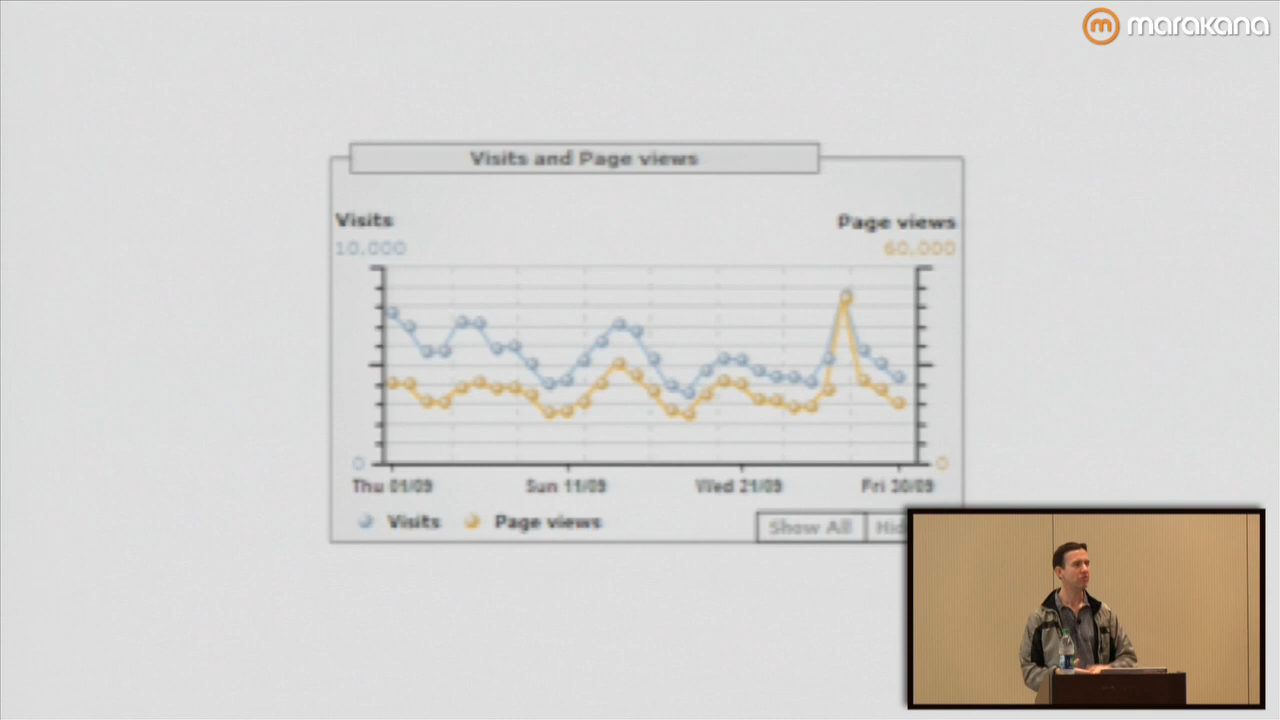 marakana
Visits and Page views
Visits
Page views
10.000
60.000
0
0
Thu 01/09
Sun 11/09
Wed 21/09
Fri 30/09
Visits
Page views
Show All